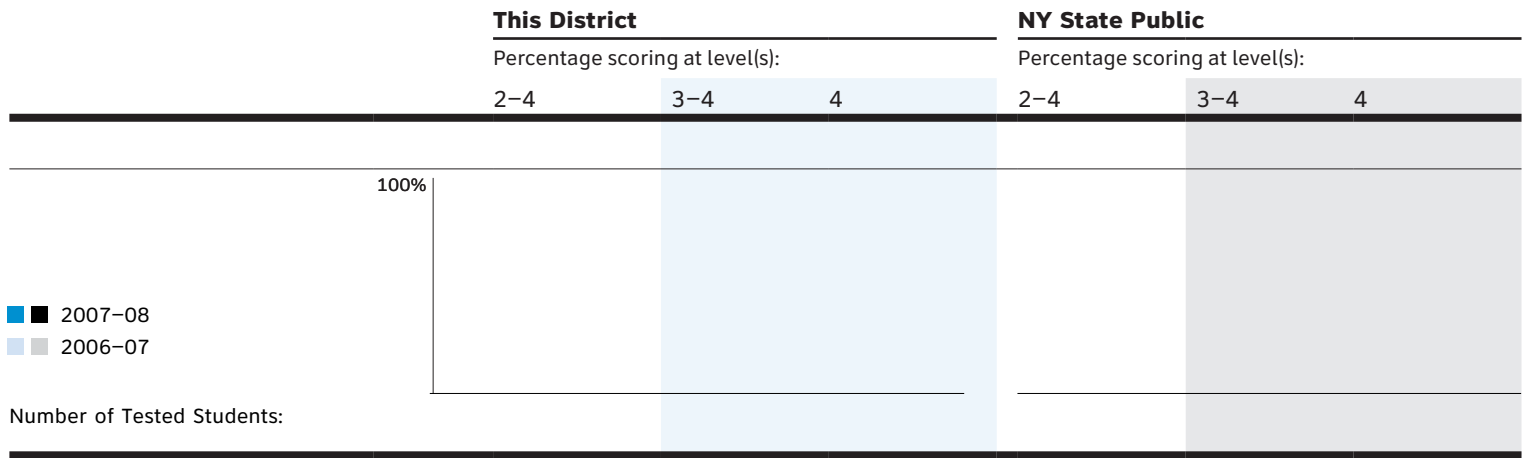 This District NY State Public
Percentage scoring at level(s): Percentage scoring at level(s):
2–4 3–4 4 2–4 3–4 4
100%
2007–08
2006–07
Number of Tested Students: